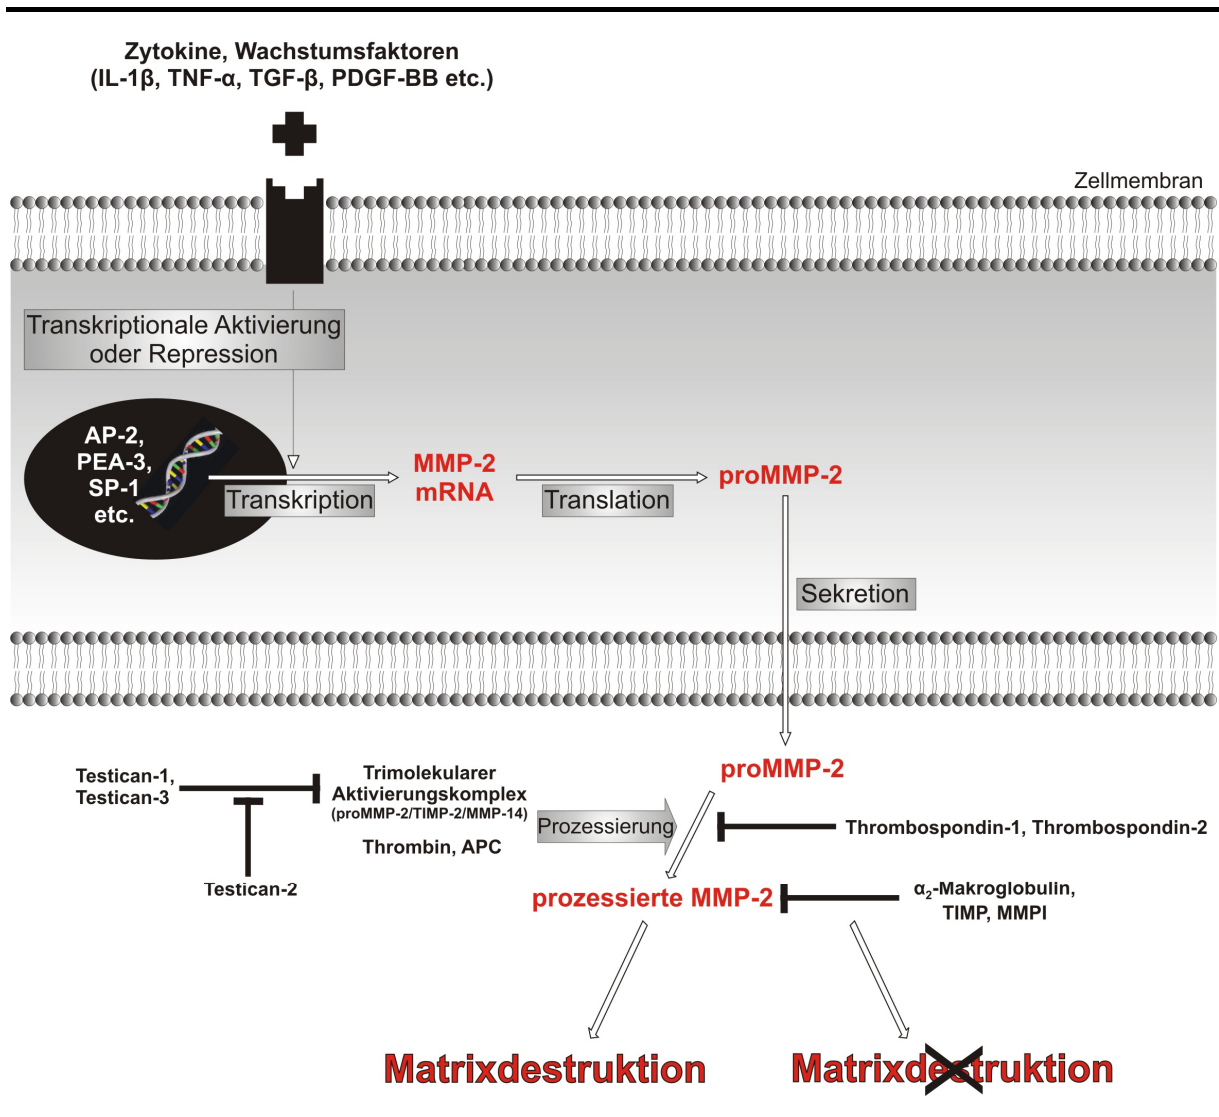 Zytokine, Wachstumsfaktoren
(IL-1β, TNF-α, TGF-β, PDGF-BB etc.)
Zellmembran
Transkriptionale Aktivierung
oder Repression
AP-2,
PEA-3,
SP-1
etc.
Transkription
MMP-2
mRNA
Translation
proMMP-2
Sekretion
proMMP-2
Testican-1,
Testican-3
Testican-2
Trimolekularer
Aktivierungskomplex
(proMMP-2/TIMP-2/MMP-14)
Thrombin, APC
Prozessierung
Thrombospondin-1, Thrombospondin-2
prozessierte MMP-2
α₂-Makroglobulin,
TIMP, MMPI
Matrixdestruktion
Matrixdestruktion